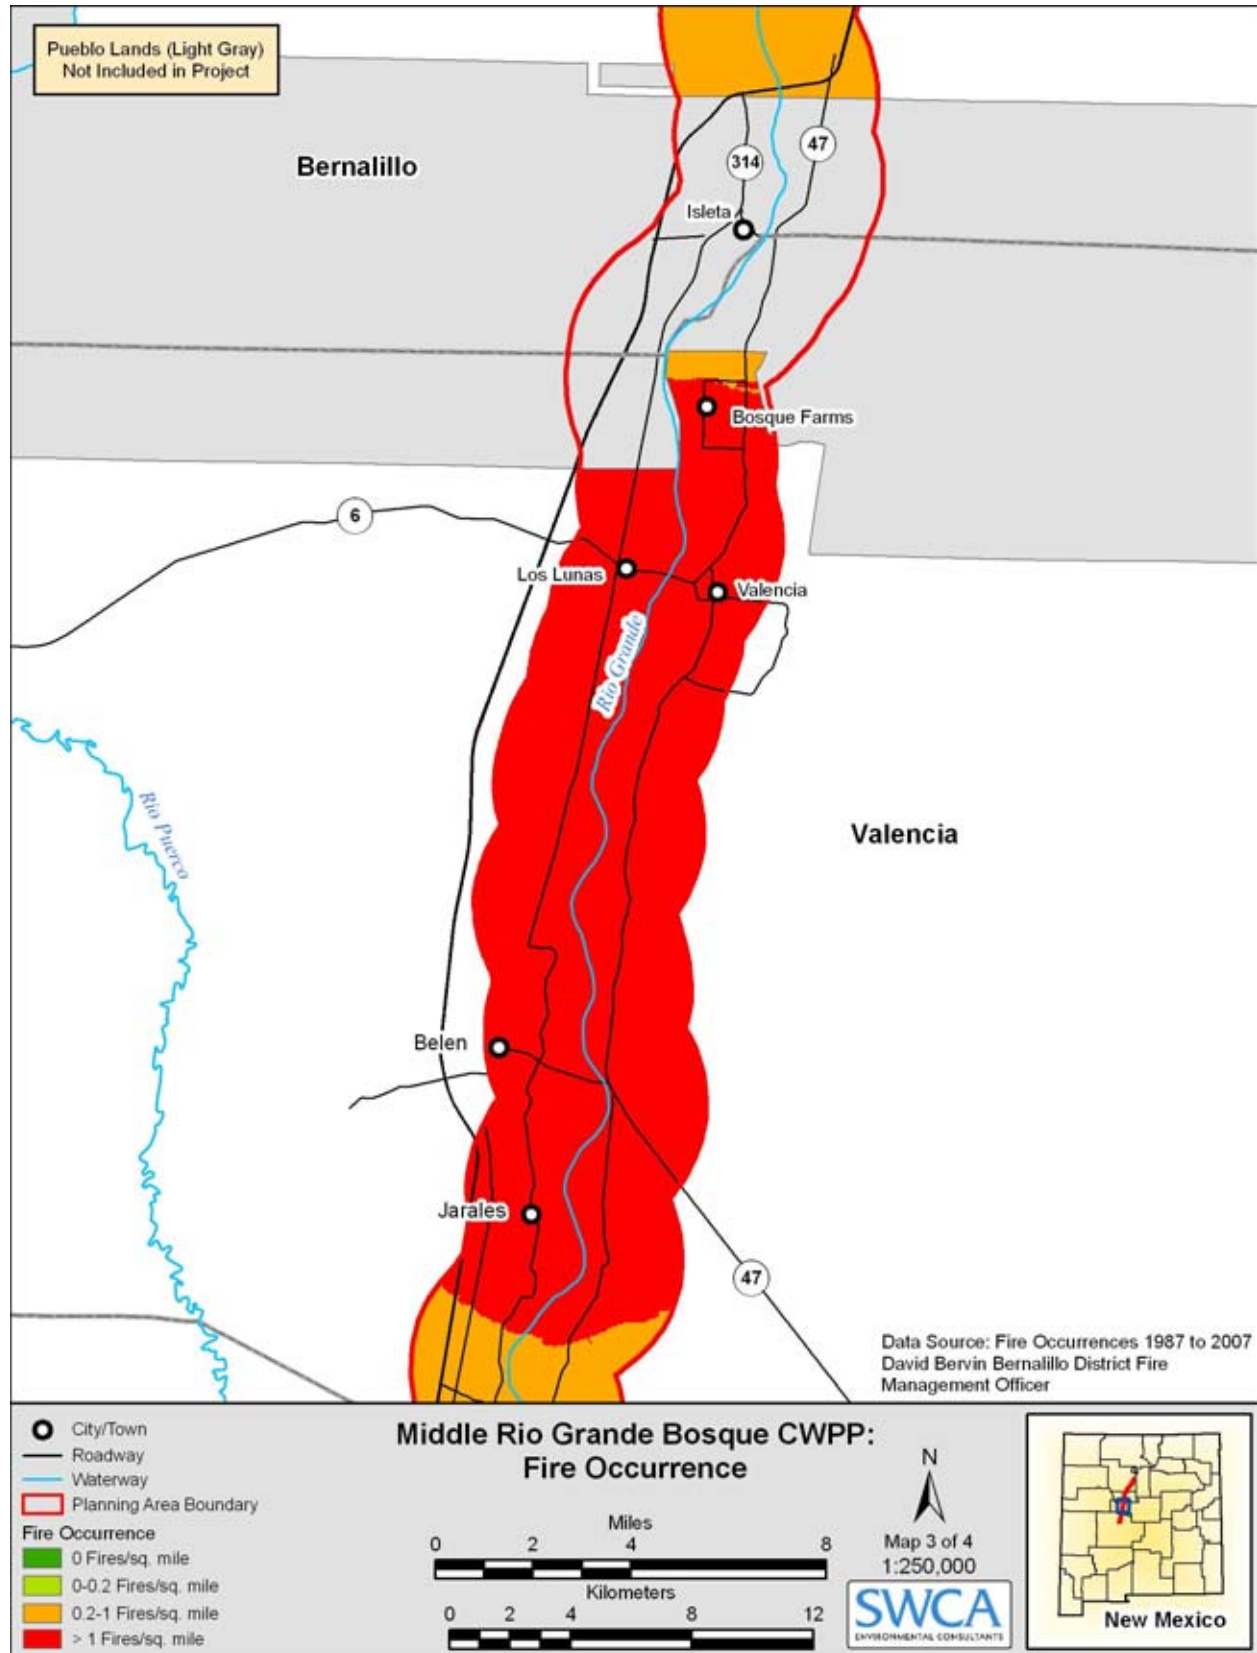 Pueblo Lands (Light Gray)
Not Included in Project
Bernalillo
47
314
Isleta
Bosque Farms
6
Los Lunas
Valencia
Rio Grande
Rio Puerco
Valencia
Belen
Jarales
47
Data Source: Fire Occurrences 1987 to 2007
David Bervin Bernalillo District Fire
Management Officer
City/Town
Roadway
Waterway
Planning Area Boundary
Fire Occurrence
0 Fires/sq. mile
0-0.2 Fires/sq. mile
0.2-1 Fires/sq. mile
> 1 Fires/sq. mile
Middle Rio Grande Bosque CWPP:
Fire Occurrence
Miles
0 2 4 8
Kilometers
0 2 4 8 12
N
Map 3 of 4
1:250,000
SWCA
ENVIRONMENTAL CONSULTANTS
New Mexico